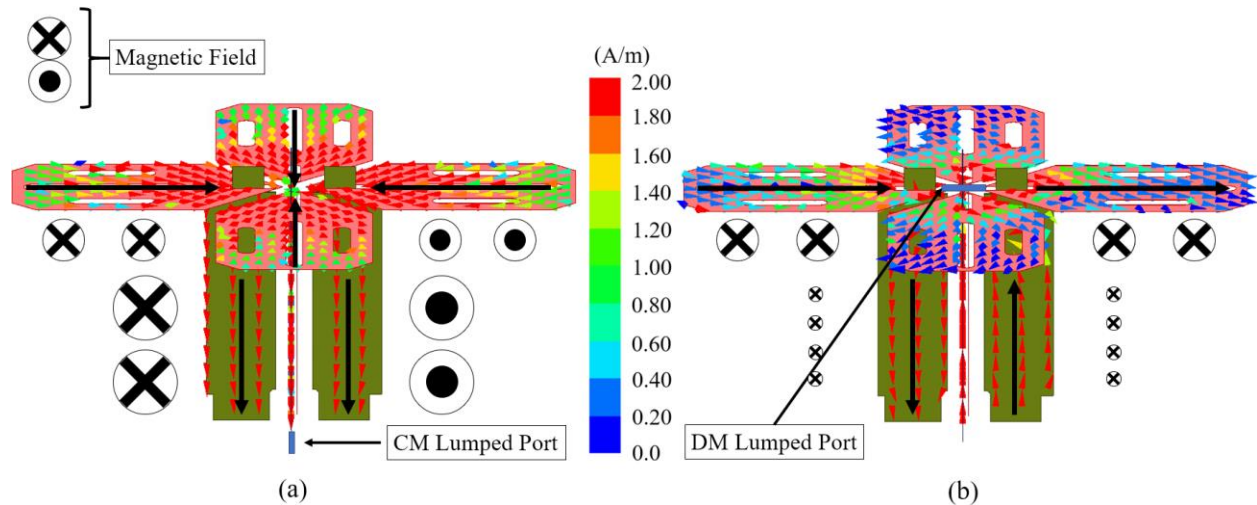 Magnetic Field
(A/m)
2.00
1.80
1.60
1.40
1.20
1.00
0.80
0.60
0.40
0.20
0.0
CM Lumped Port
DM Lumped Port
(a)
(b)